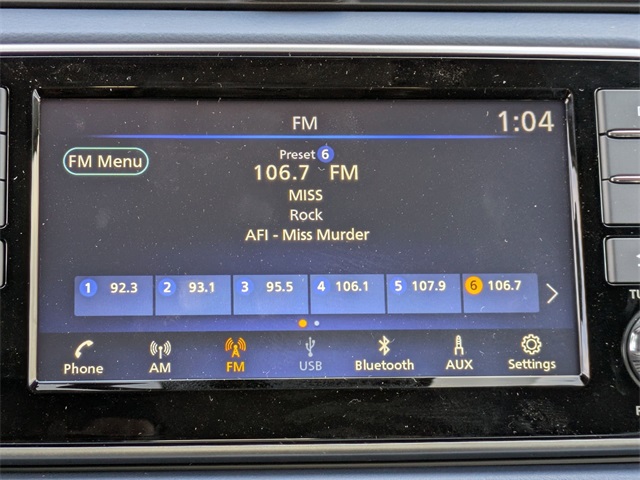 FM 1:04
Preset 6
FM Menu
106.7 FM
MISS
Rock
AFI - Miss Murder
1 92.3 2 93.1 3 95.5 4 106.1 5 107.9 6 106.7
Phone AM FM USB Bluetooth AUX Settings